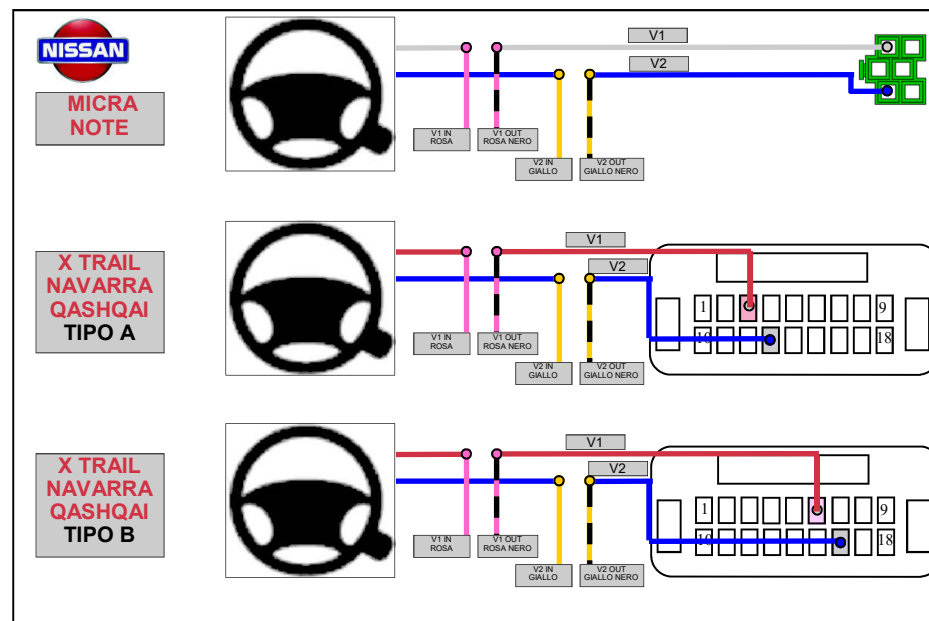 NISSAN
MICRA
NOTE
V1
V2
V1 IN
ROSA
V1 OUT
ROSA NERO
V2 IN
GIALLO
V2 OUT
GIALLO NERO
X TRAIL
NAVARRA
QASHQAI
TIPO A
V1
V2
1
9
10
18
V1 IN
ROSA
V1 OUT
ROSA NERO
V2 IN
GIALLO
V2 OUT
GIALLO NERO
X TRAIL
NAVARRA
QASHQAI
TIPO B
V1
V2
1
9
10
18
V1 IN
ROSA
V1 OUT
ROSA NERO
V2 IN
GIALLO
V2 OUT
GIALLO NERO